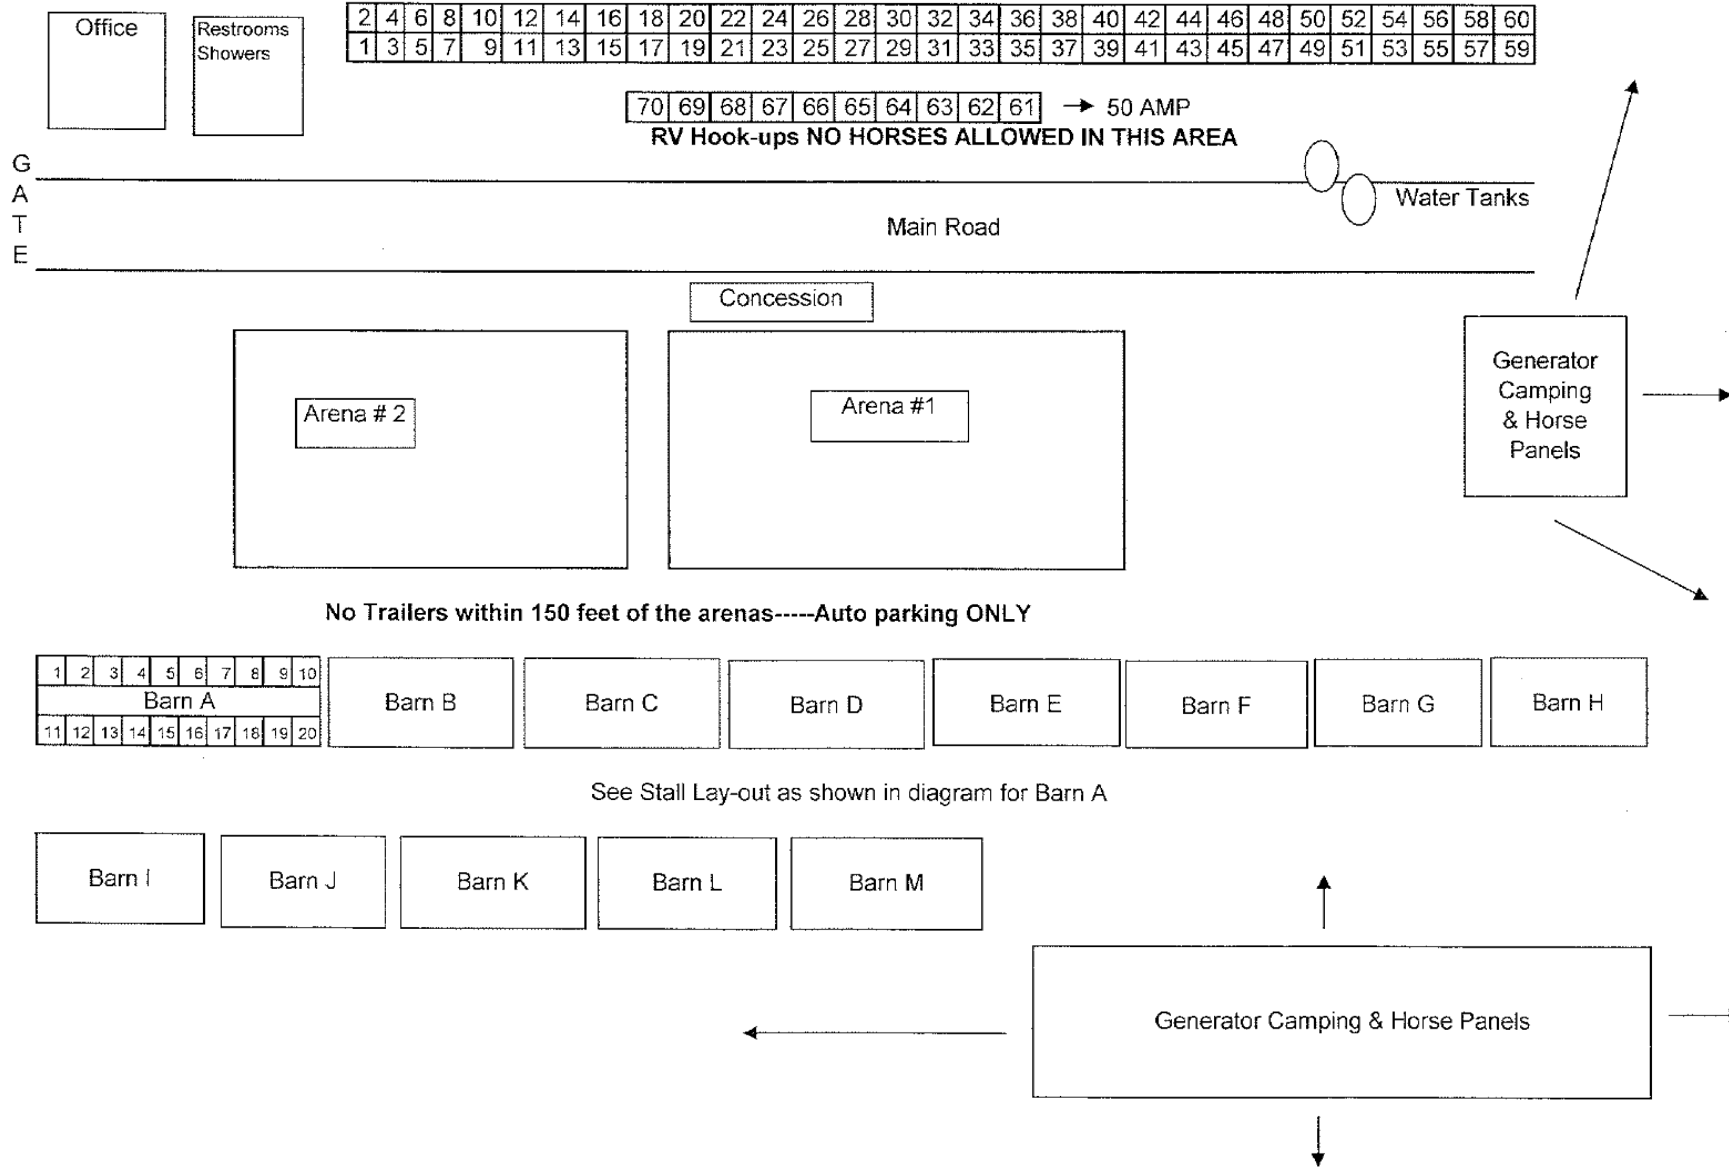 Office
Restrooms
Showers
2 4 6 8 10 12 14 16 18 20 22 24 26 28 30 32 34 36 38 40 42 44 46 48 50 52 54 56 58 60
1 3 5 7 9 11 13 15 17 19 21 23 25 27 29 31 33 35 37 39 41 43 45 47 49 51 53 55 57 59
70 69 68 67 66 65 64 63 62 61 → 50 AMP
RV Hook-ups NO HORSES ALLOWED IN THIS AREA
GATE
Water Tanks
Main Road
Concession
Arena # 2
Arena #1
Generator
Camping
& Horse
Panels
No Trailers within 150 feet of the arenas-----Auto parking ONLY
1 2 3 4 5 6 7 8 9 10
Barn A
11 12 13 14 15 16 17 18 19 20
Barn B
Barn C
Barn D
Barn E
Barn F
Barn G
Barn H
See Stall Lay-out as shown in diagram for Barn A
Barn I
Barn J
Barn K
Barn L
Barn M
Generator Camping & Horse Panels